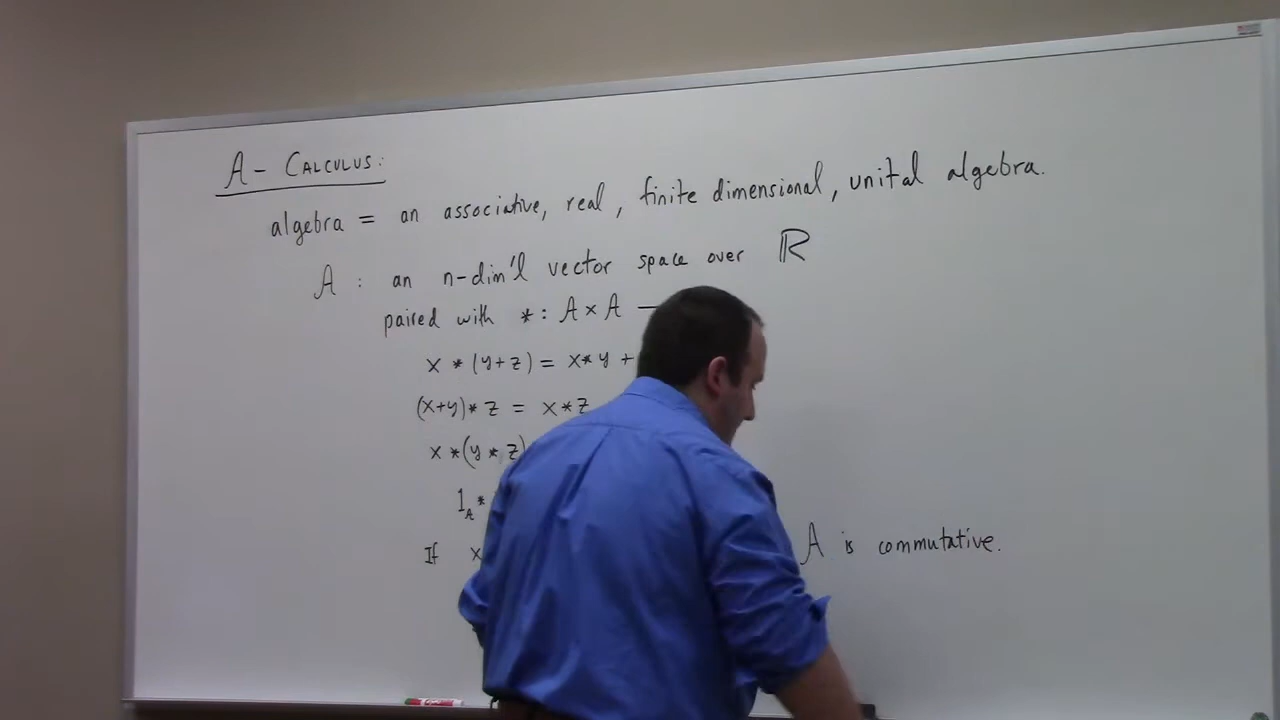 A - CALCULUS:
algebra = an associative, real, finite dimensional, unital algebra.
A : an n-dim'l vector space over ℝ
paired with * : A × A —
x * (y+z) = x * y +
(x+y) * z = x * z
x * (y * z)
1_A *
If x
A is commutative.